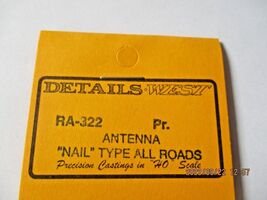 DETAILS WEST
RA-322 Pr.
ANTENNA
"NAIL" TYPE ALL ROADS
Precision Castings in "HO" Scale